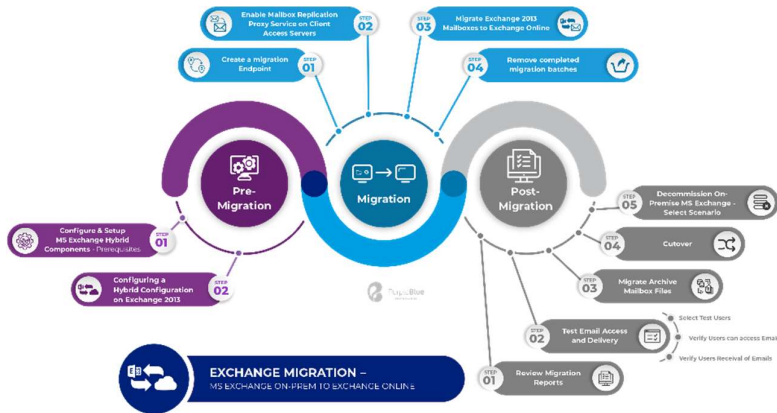 Enable Mailbox Replication
Proxy Service on Client
Access Servers
STEP
02
STEP
03
Migrate Exchange 2013
Mailboxes to Exchange Online
Create a migration
Endpoint
STEP
01
STEP
04
Remove completed
migration batches
Pre-
Migration
Migration
Post-
Migration
Configure & Setup
MS Exchange Hybrid
Components - Prerequisites
STEP
01
Configuring a
Hybrid Configuration
on Exchange 2013
STEP
02
STEP
05
Decommission On-
Premise MS Exchange -
Select Scenario
STEP
04
Cutover
STEP
03
Migrate Archive
Mailbox Files
STEP
02
Test Email Access
and Delivery
Select Test Users
Verify Users can access Email
Verify Users Receival of Emails
STEP
01
Review Migration
Reports
PurpleBlue
EXCHANGE MIGRATION –
MS EXCHANGE ON-PREM TO EXCHANGE ONLINE